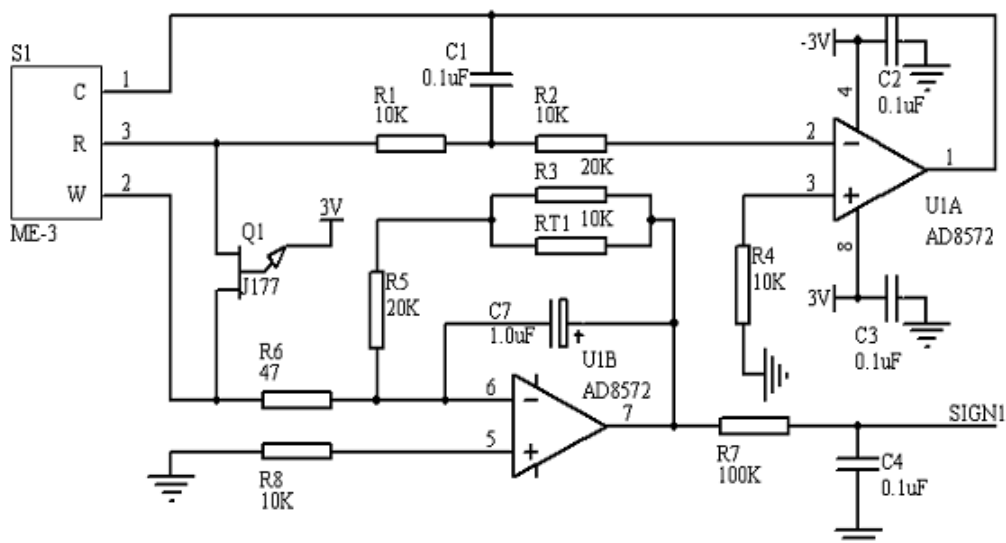 S1
C
R
W
1
3
2
ME-3
C1
0.1uF
R1
10K
R2
10K
20K
R3
10K
RT1
-3V
4
C2
0.1uF
2
3
1
U1A
AD8572
8
3V
C3
0.1uF
R4
10K
Q1
J177
3V
R5
20K
C7
1.0uF
+
U1B
AD8572
R6
47
6
5
7
R8
10K
R7
100K
SIGN1
C4
0.1uF